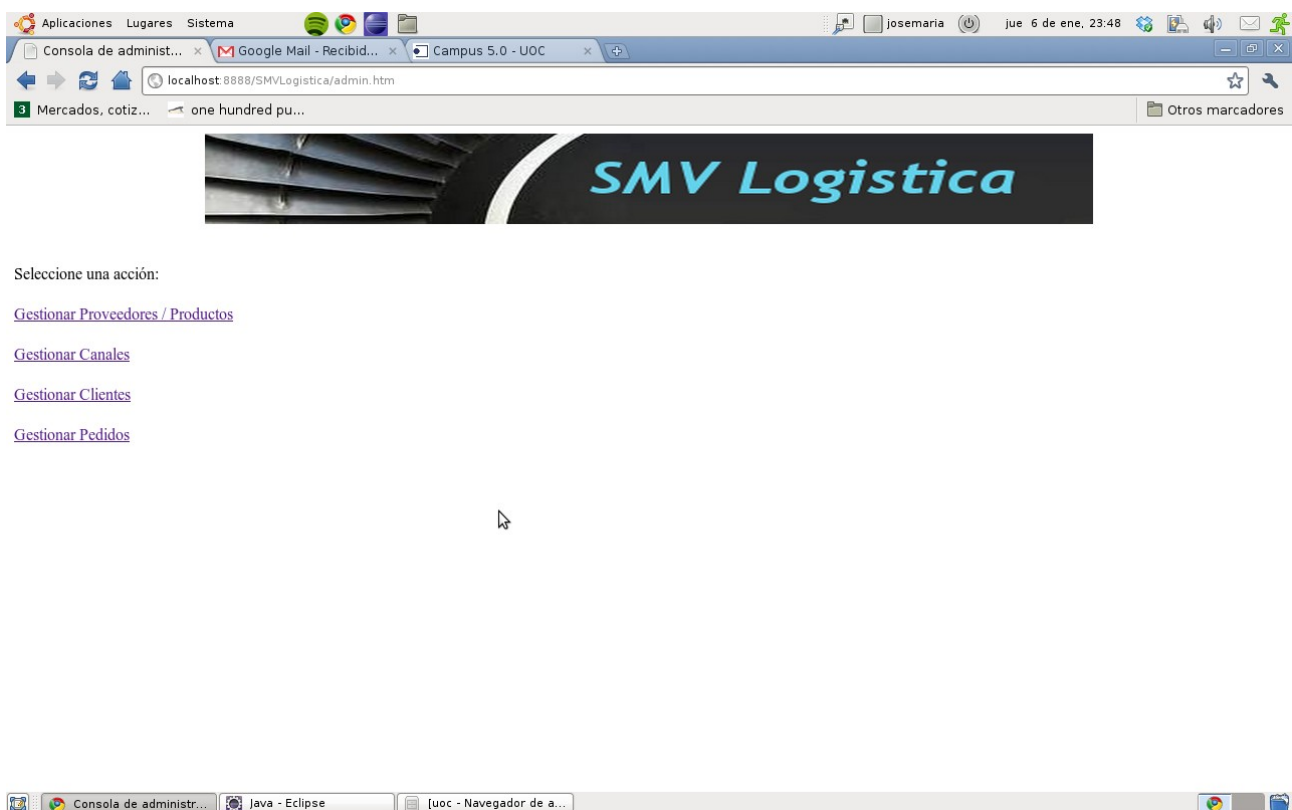 Aplicaciones Lugares Sistema josemaria jue 6 de ene, 23:48
Consola de administ... Google Mail - Recibid... Campus 5.0 - UOC
localhost:8888/SMVLogistica/admin.htm
3 Mercados, cotiz... one hundred pu... Otros marcadores
SMV Logistica
Seleccione una acción:
Gestionar Proveedores / Productos
Gestionar Canales
Gestionar Clientes
Gestionar Pedidos
Consola de administr... Java - Eclipse [uoc - Navegador de a...